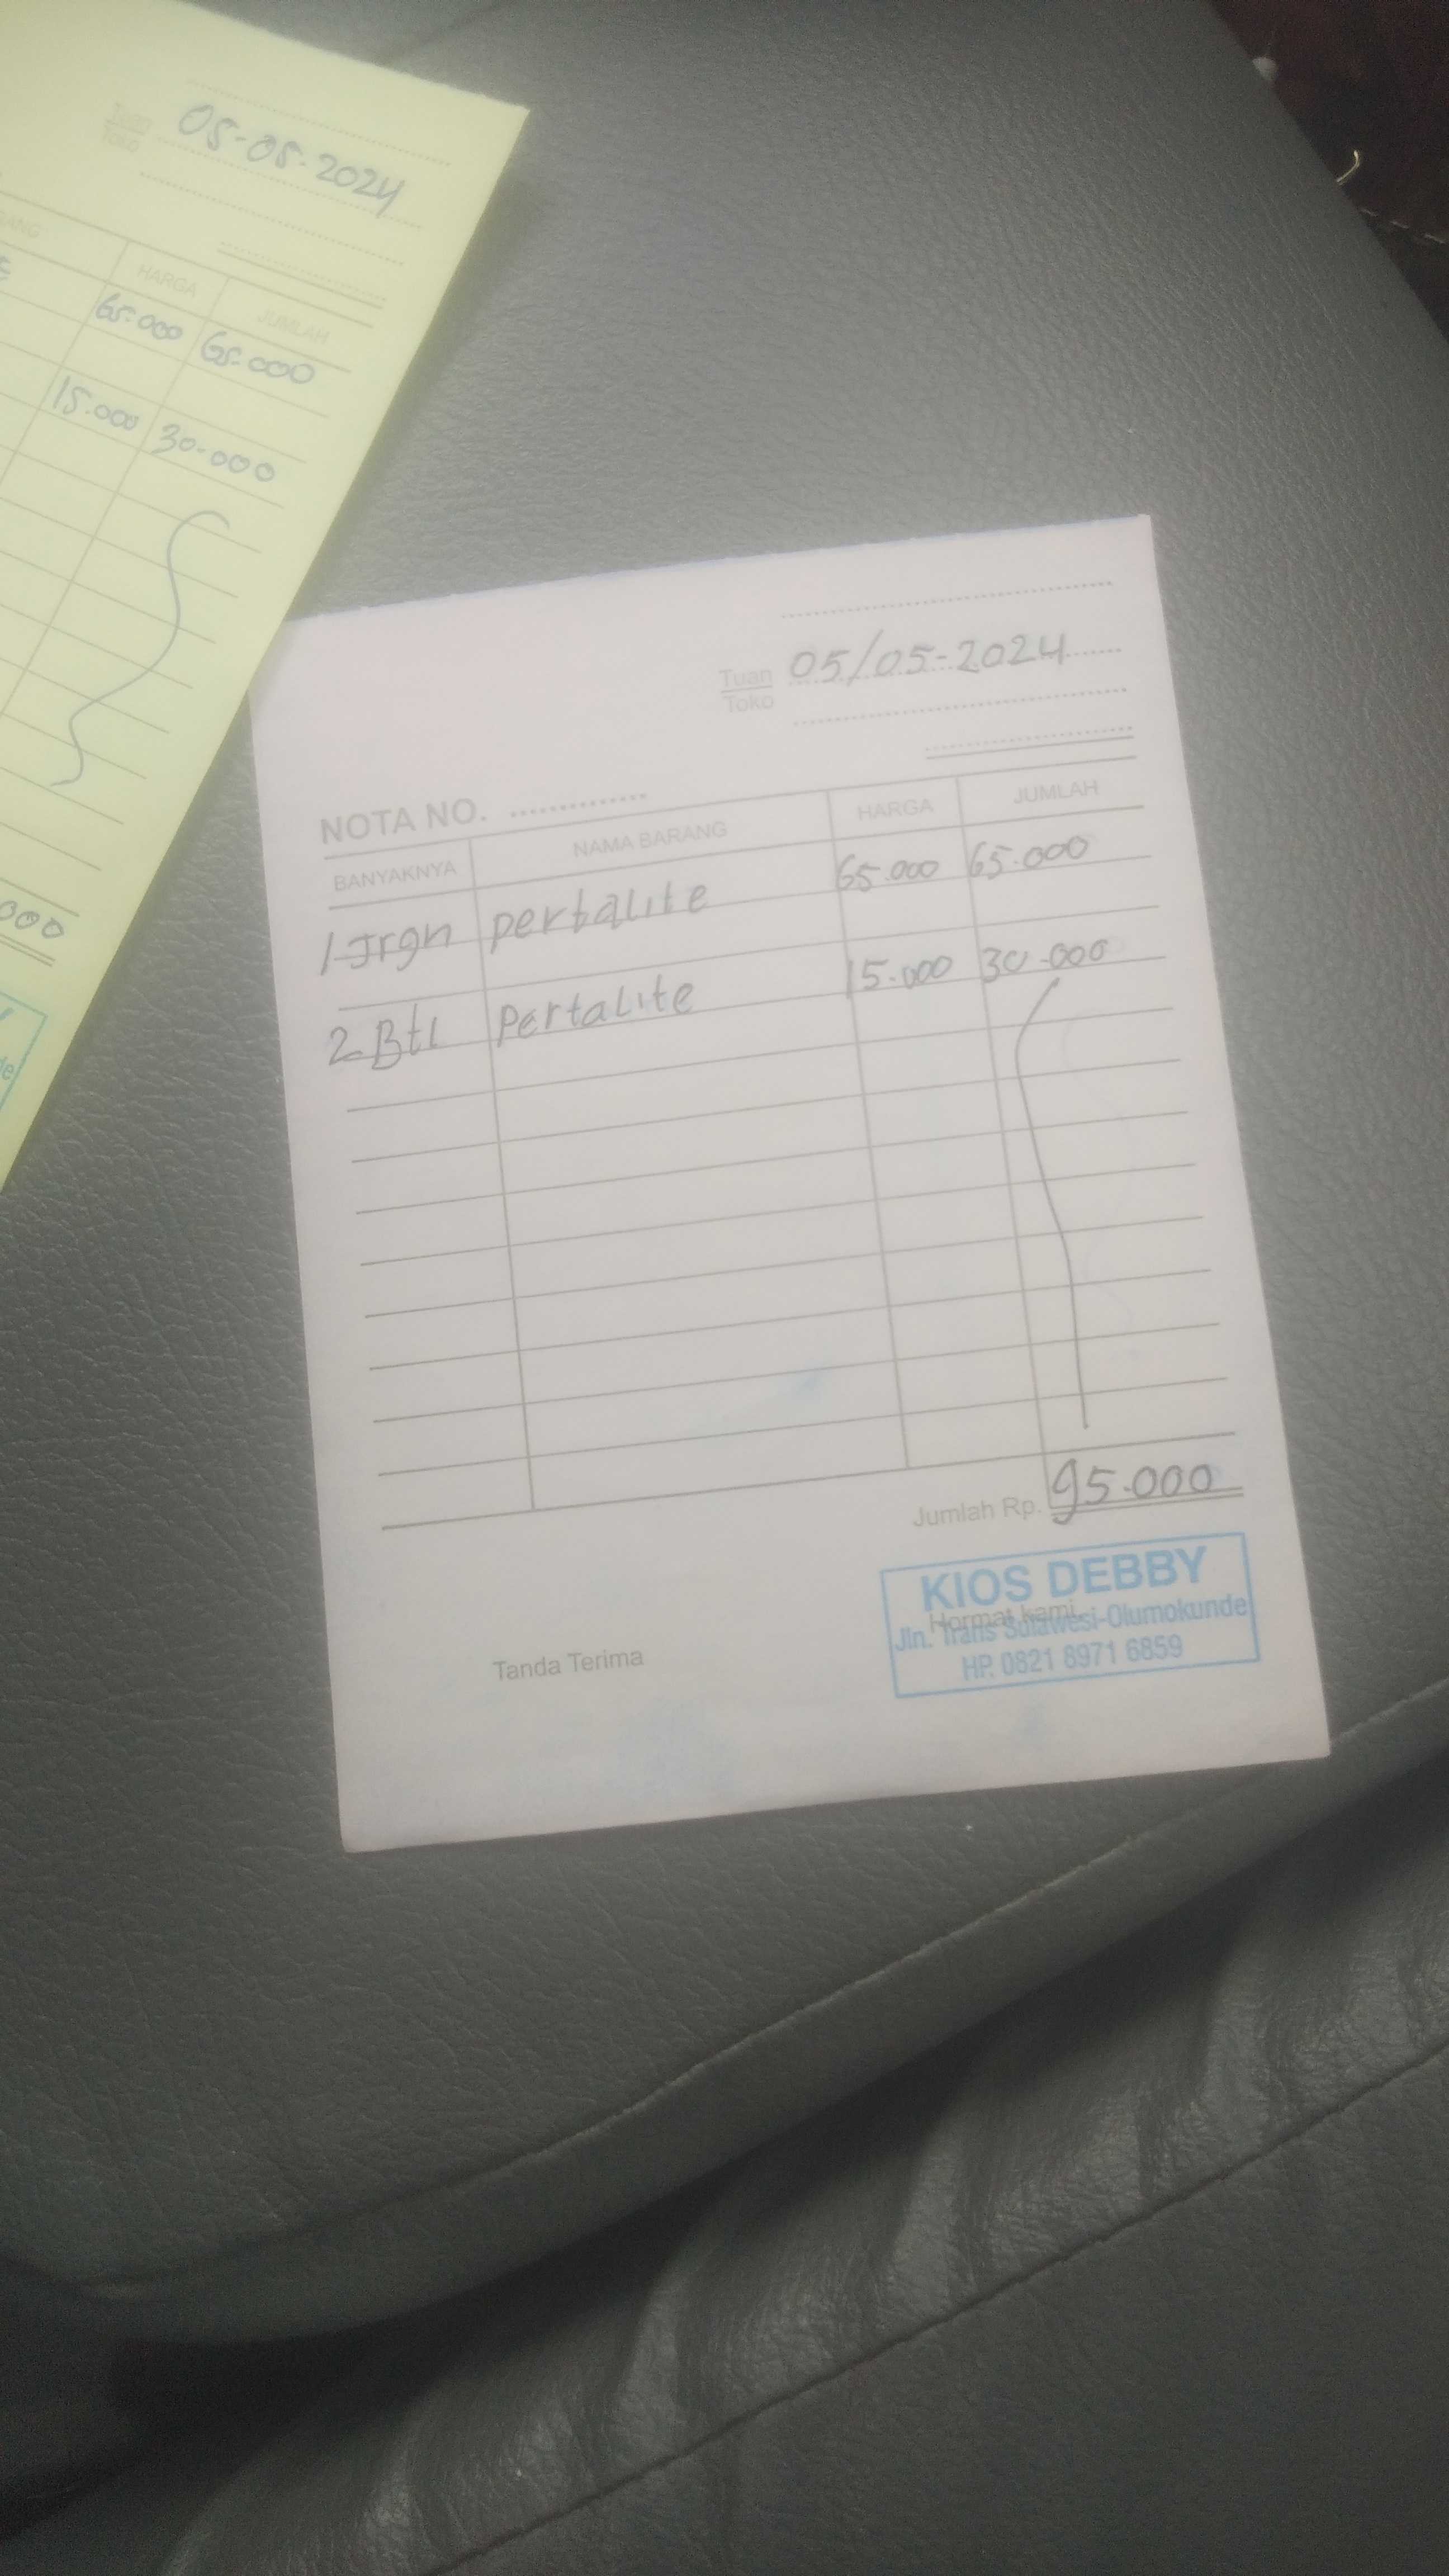 Tuan
Toko
05-05-2024
HARGA
JUMLAH
65.000 65.000
15.000 30.000
Tuan
Toko
05/05-2024
NOTA NO.
BANYAKNYA NAMA BARANG HARGA JUMLAH
1 Jrgn pertalite 65.000 65.000
2 Btl Pertalite 15.000 30.000
Jumlah Rp. 95.000
Tanda Terima
Hormat kami
KIOS DEBBY
Jln. Trans Sulawesi-Olumokunde
HP. 0821 8971 6859